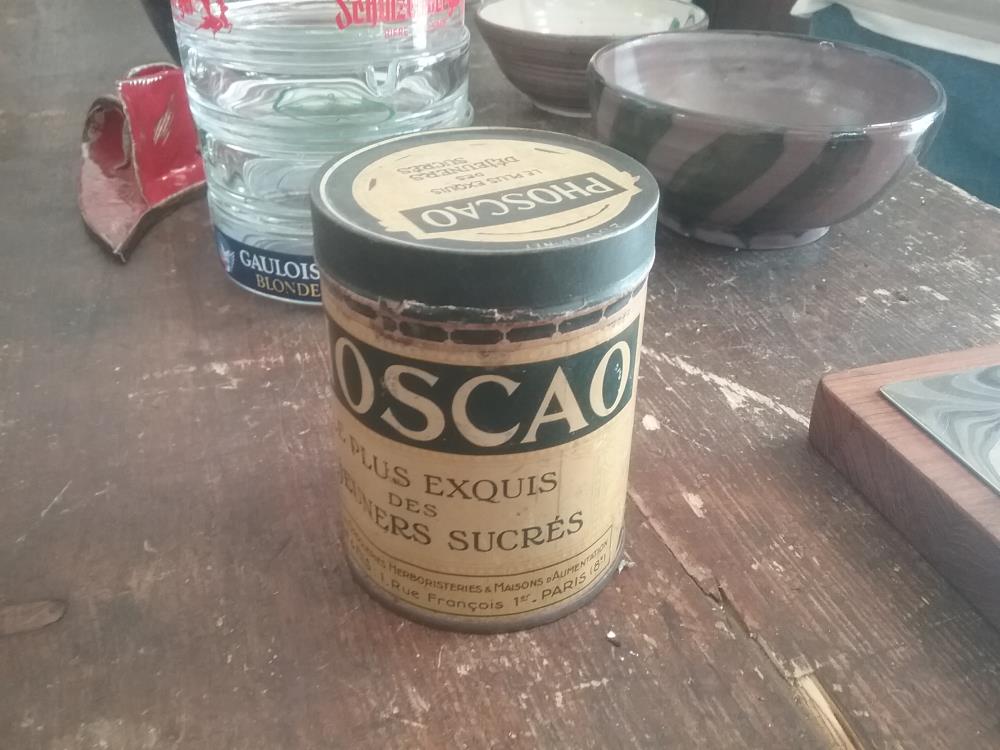 GAULOIS
BLONDE
PHOSCAO
LE PLUS EXQUIS
DES
DÉJEUNERS
SUCRÉS
OSCAO
PLUS EXQUIS
DES
SUCRÉS
HERBORISTERIES & MAISONS D'ALIMENTATION
1. Rue François 1er - PARIS (8e)